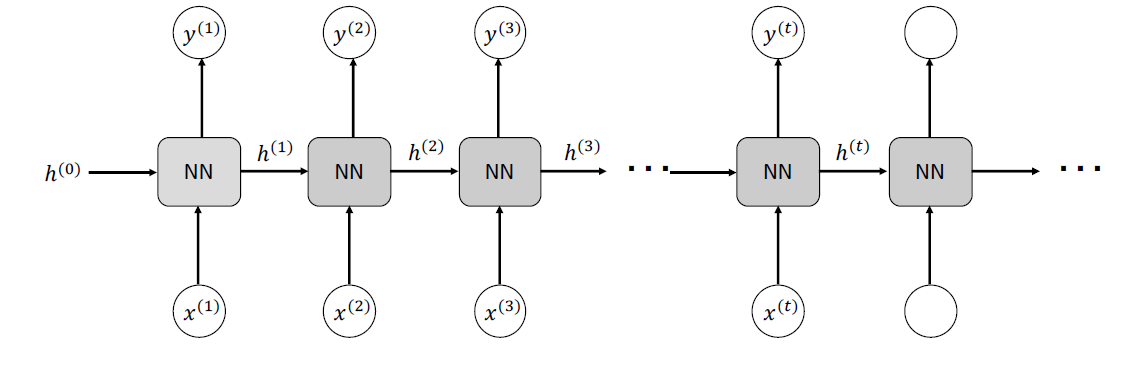 y⁽¹⁾ y⁽²⁾ y⁽³⁾ y⁽ᵗ⁾
h⁽⁰⁾ NN h⁽¹⁾ NN h⁽²⁾ NN h⁽³⁾ ... NN h⁽ᵗ⁾ NN ...
x⁽¹⁾ x⁽²⁾ x⁽³⁾ x⁽ᵗ⁾